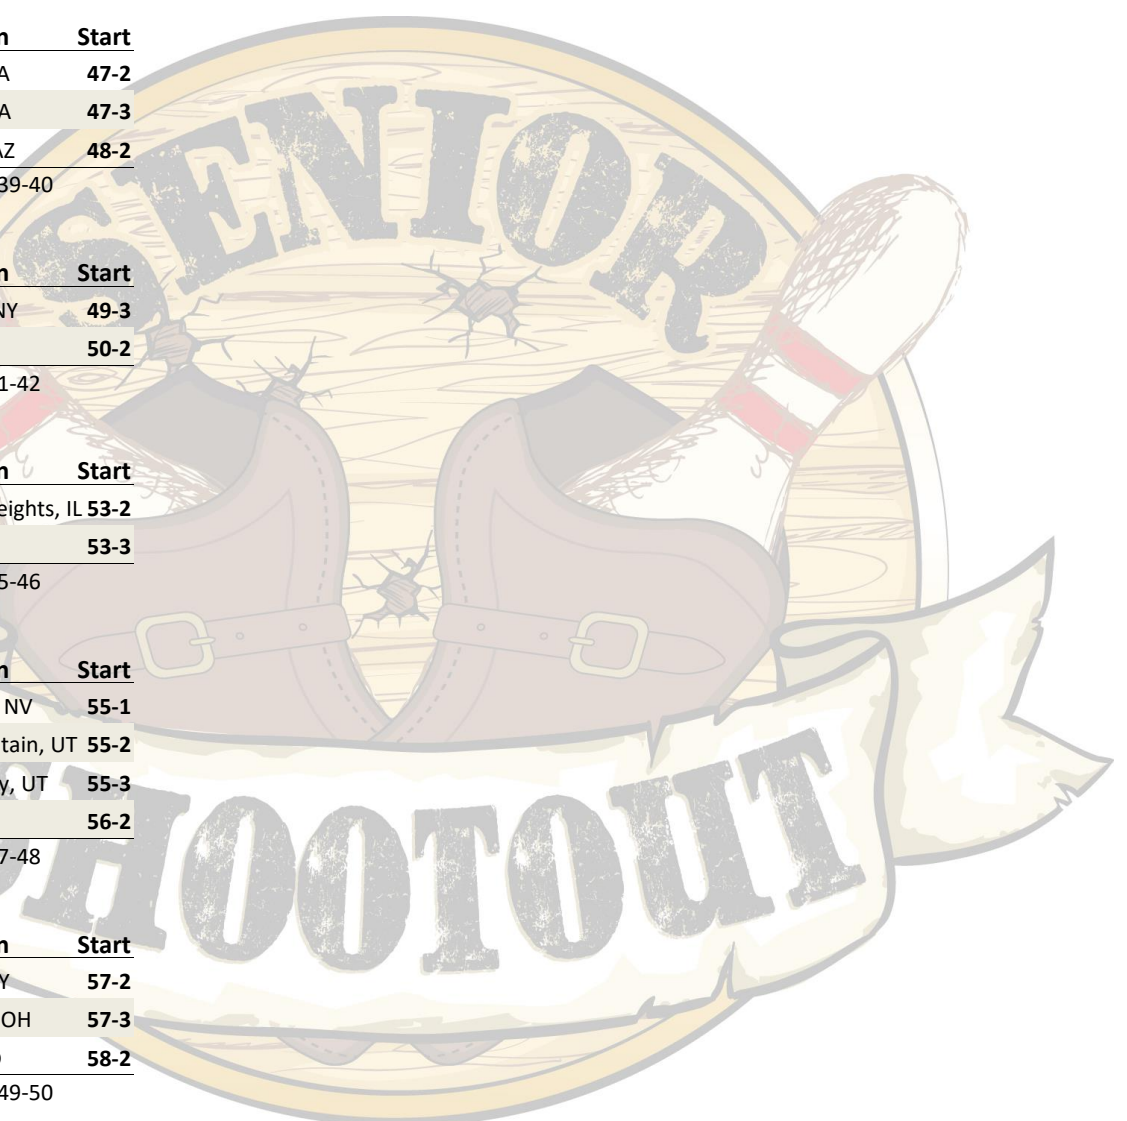 n Start
A 47-2
A 47-3
AZ 48-2
39-40
n Start
NY 49-3
50-2
1-42
n Start
eights, IL 53-2
53-3
5-46
n Start
NV 55-1
tain, UT 55-2
y, UT 55-3
56-2
7-48
n Start
Y 57-2
OH 57-3
58-2
49-50
SENIOR
SHOOTOUT